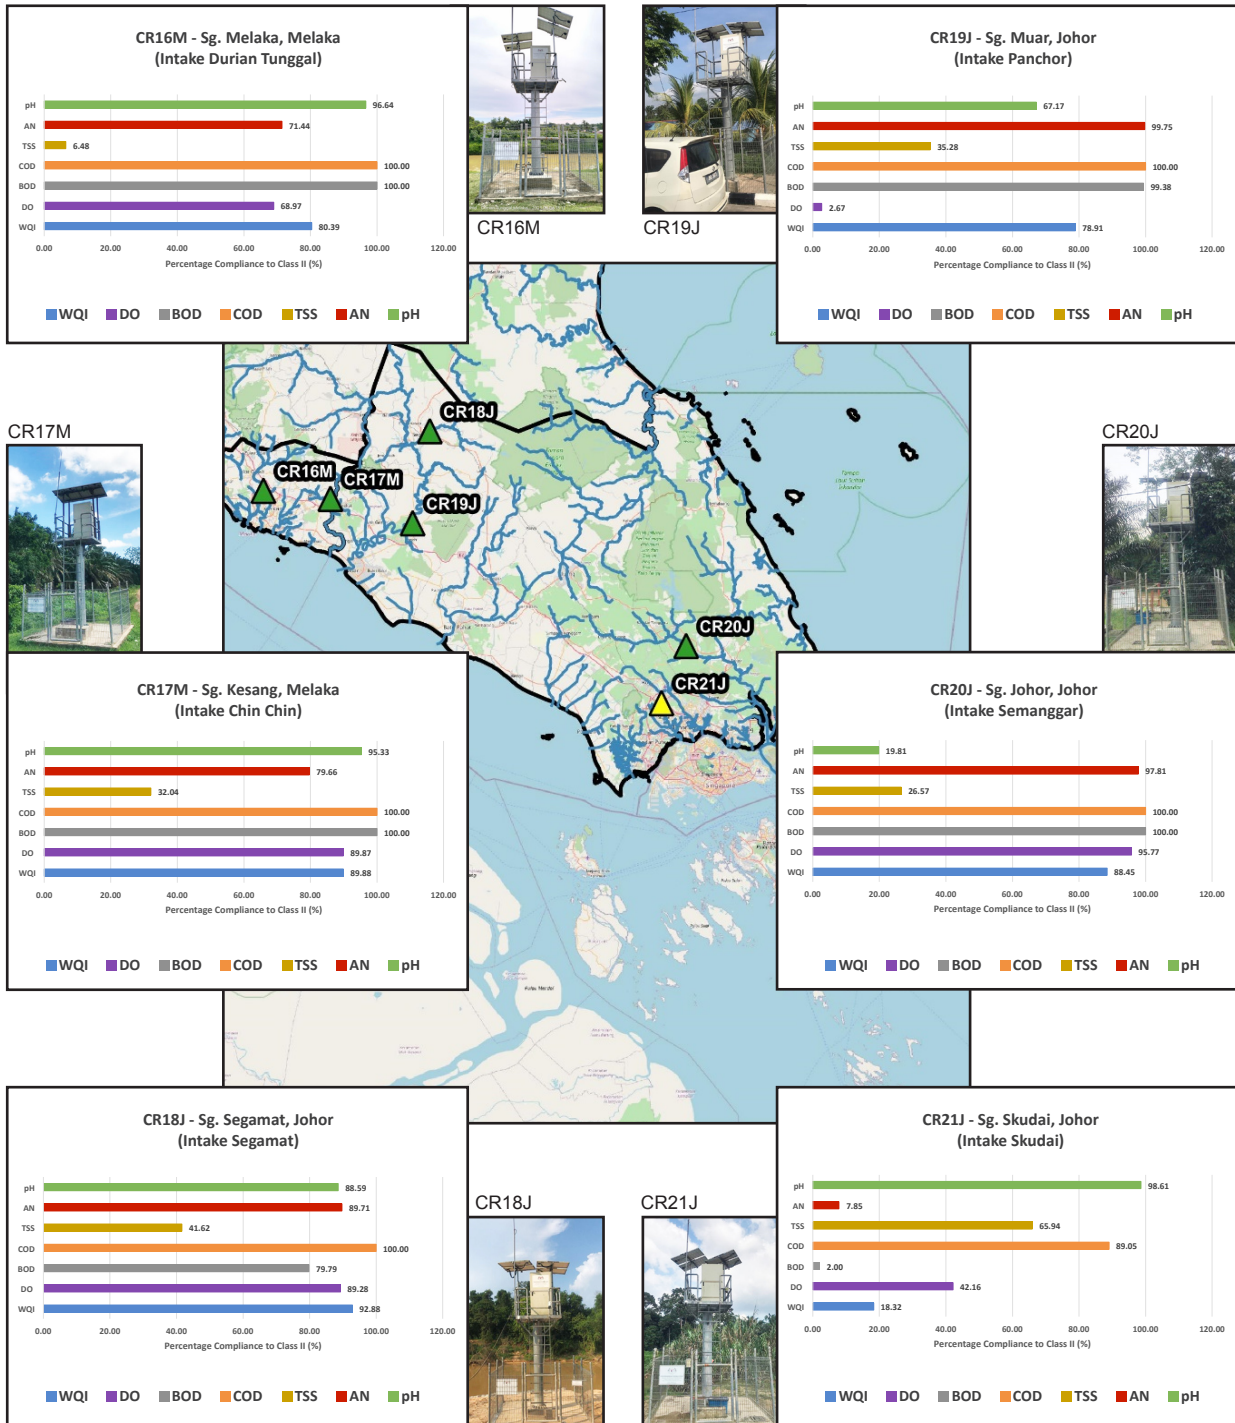 CR16M - Sg. Melaka, Melaka
(Intake Durian Tunggal)
pH 96.64
AN 71.44
TSS 6.48
COD 100.00
BOD 100.00
DO 68.97
WQI 80.39
0.00 20.00 40.00 60.00 80.00 100.00 120.00
Percentage Compliance to Class II (%)
WQI DO BOD COD TSS AN pH
CR16M
CR19J
CR19J - Sg. Muar, Johor
(Intake Panchor)
pH 67.17
AN 99.75
TSS 35.28
COD 100.00
BOD 99.38
DO 2.67
WQI 78.91
0.00 20.00 40.00 60.00 80.00 100.00 120.00
Percentage Compliance to Class II (%)
WQI DO BOD COD TSS AN pH
CR17M
CR18J
CR16M
CR17M
CR19J
CR20J
CR21J
CR20J
CR17M - Sg. Kesang, Melaka
(Intake Chin Chin)
pH 95.33
AN 79.66
TSS 32.04
COD 100.00
BOD 100.00
DO 89.87
WQI 89.88
0.00 20.00 40.00 60.00 80.00 100.00 120.00
Percentage Compliance to Class II (%)
WQI DO BOD COD TSS AN pH
CR20J - Sg. Johor, Johor
(Intake Semanggar)
pH 19.81
AN 97.81
TSS 26.57
COD 100.00
BOD 100.00
DO 95.77
WQI 88.45
0.00 20.00 40.00 60.00 80.00 100.00 120.00
Percentage Compliance to Class II (%)
WQI DO BOD COD TSS AN pH
CR18J - Sg. Segamat, Johor
(Intake Segamat)
pH 88.59
AN 89.71
TSS 41.62
COD 100.00
BOD 79.79
DO 89.28
WQI 92.88
0.00 20.00 40.00 60.00 80.00 100.00 120.00
Percentage Compliance to Class II (%)
WQI DO BOD COD TSS AN pH
CR18J
CR21J
CR21J - Sg. Skudai, Johor
(Intake Skudai)
pH 98.61
AN 7.85
TSS 65.94
COD 89.05
BOD 2.00
DO 42.16
WQI 18.32
0.00 20.00 40.00 60.00 80.00 100.00 120.00
Percentage Compliance to Class II (%)
WQI DO BOD COD TSS AN pH